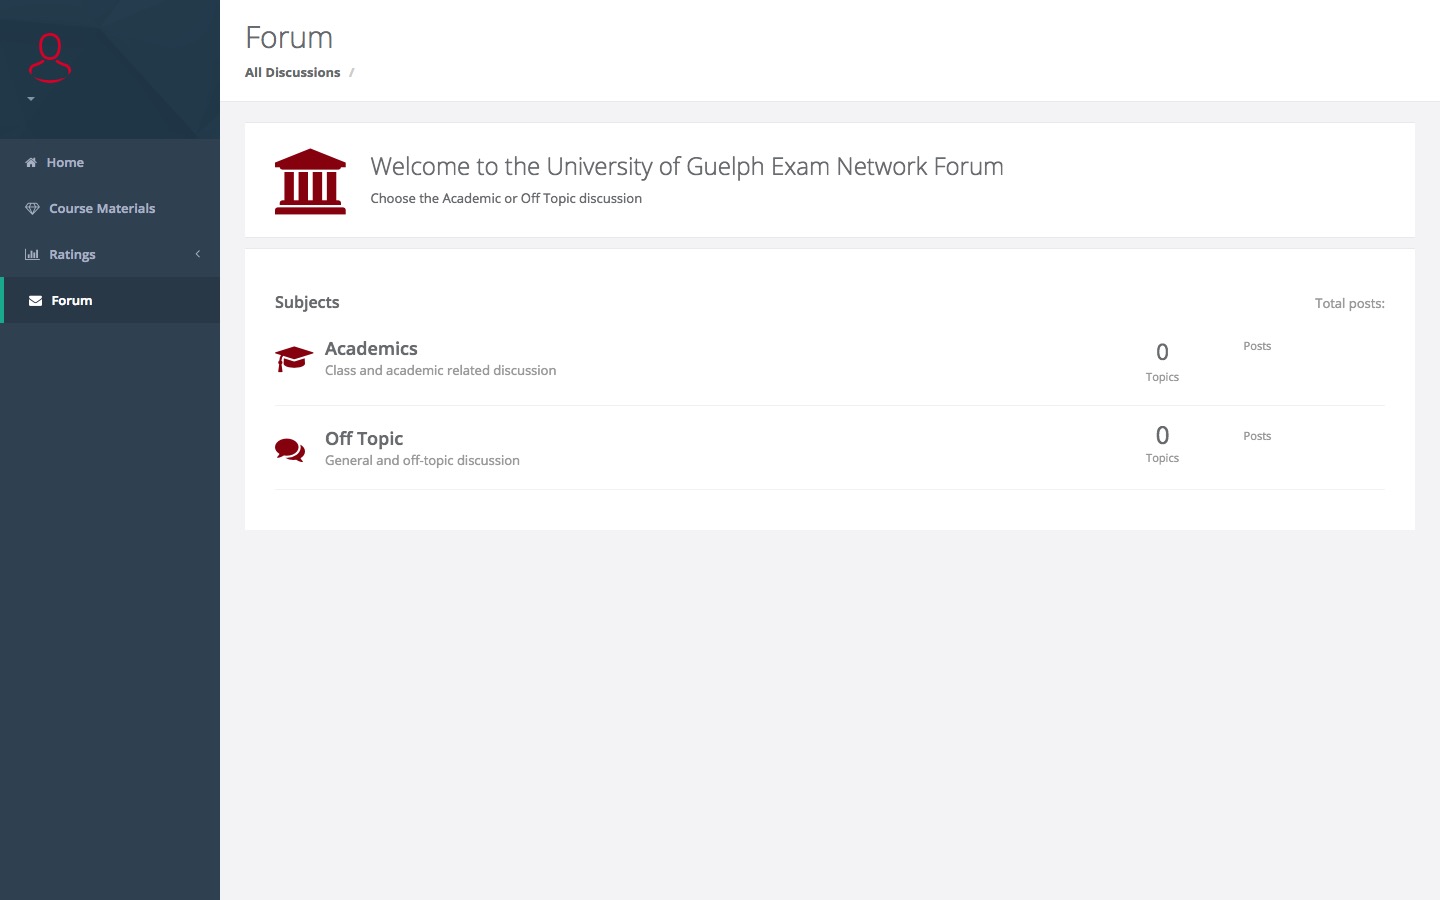 Forum
All Discussions /
Home
Course Materials
Ratings
Forum
Welcome to the University of Guelph Exam Network Forum
Choose the Academic or Off Topic discussion
Subjects
Total posts:
Academics
Class and academic related discussion
0
Topics
Posts
Off Topic
General and off-topic discussion
0
Topics
Posts